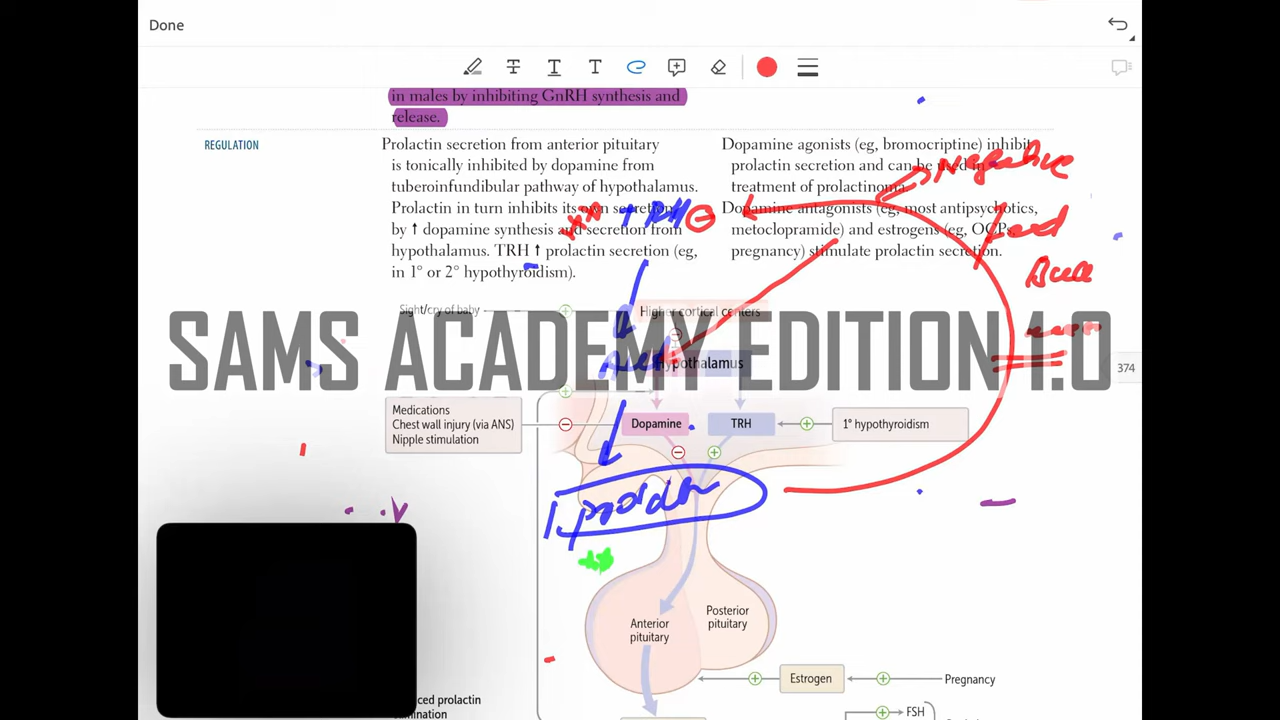 Done
in males by inhibiting GnRH synthesis and
release.
REGULATION
Prolactin secretion from anterior pituitary
is tonically inhibited by dopamine from
tuberoinfundibular pathway of hypothalamus.
Prolactin in turn inhibits its own secretion
by ↑ dopamine synthesis and secretion from
hypothalamus. TRH ↑ prolactin secretion (eg,
in 1° or 2° hypothyroidism).
Dopamine agonists (eg, bromocriptine) inhibit
prolactin secretion and can be used in
treatment of prolactinoma.
Dopamine antagonists (eg, most antipsychotics,
metoclopramide) and estrogens (eg, OCPs,
pregnancy) stimulate prolactin secretion.
Negative
feed
↑ TRH
Sight/cry of baby
Higher cortical centers
SAMS ACADEMY EDITION 1.0
Hypothalamus
374
Medications
Chest wall injury (via ANS)
Nipple stimulation
Dopamine
TRH
1° hypothyroidism
Anterior
pituitary
Posterior
pituitary
Estrogen
Pregnancy
FSH